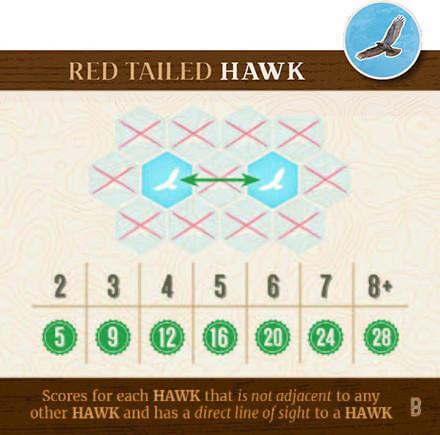 RED TAILED HAWK
2 3 4 5 6 7 8+
5 9 12 16 20 24 28
Scores for each HAWK that is not adjacent to any
other HAWK and has a direct line of sight to a HAWK
B